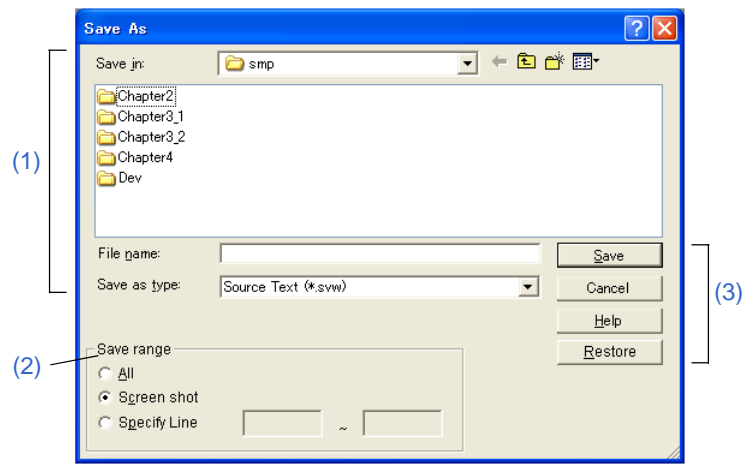 Save As
Save in: smp
Chapter2
Chapter3_1
Chapter3_2
Chapter4
Dev
(1)
File name:
Save
Save as type: Source Text (*.svw)
Cancel
(3)
Help
Save range
Restore
(2)
All
Screen shot
Specify Line ~